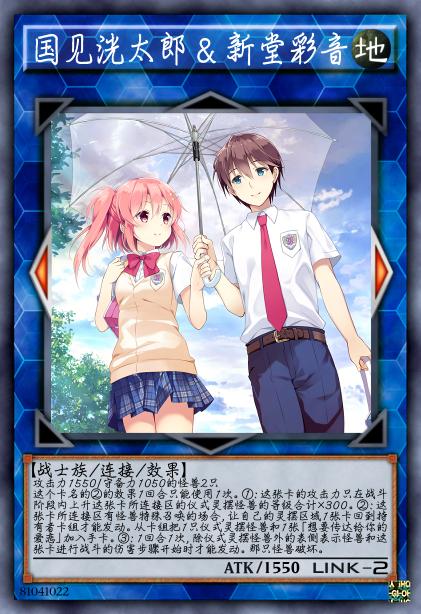 国见洸太郎＆新堂彩音 地
【战士族/连接/效果】
攻击力1550/守备力1050的怪兽2只
这个卡名的②的效果1回合只能使用1次。①：这张卡的攻击力只在战斗
阶段内上升这张卡所连接区的仪式灵摆怪兽的等级合计×300。②：这
张卡所连接区有怪兽特殊召唤的场合，让自己的灵摆区域1张卡回到持
有者卡组才能发动。从卡组把1只仪式灵摆怪兽和1张「想要传达给你的
爱恋」加入手卡。③：1回合1次，除仪式灵摆怪兽外的表侧表示怪兽和这
张卡进行战斗的伤害步骤开始时才能发动。那只怪兽破坏。
ATK/1550 LINK-2
81041022